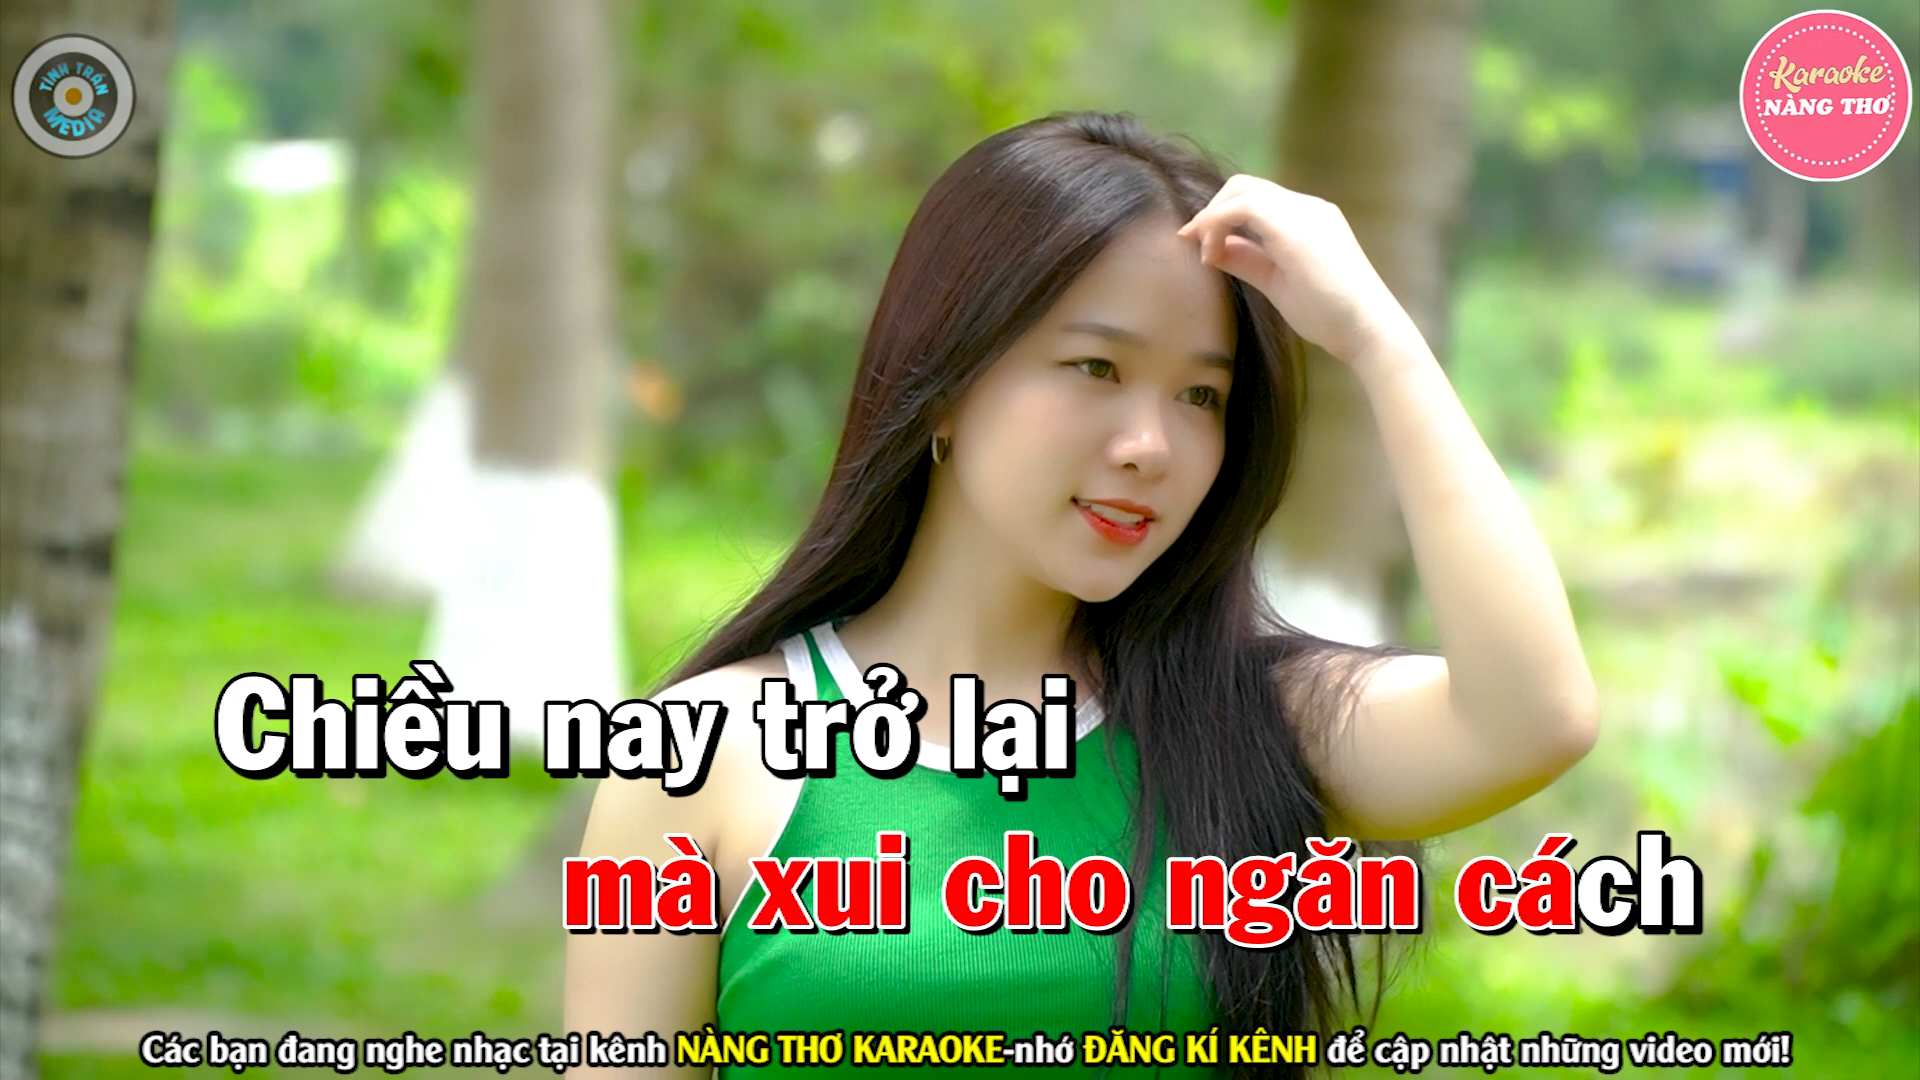 TÌNH TRẦN
MEDIA
Karaoke
NÀNG THƠ
Chiều nay trở lại
mà xui cho ngăn cách
Các bạn đang nghe nhạc tại kênh NÀNG THƠ KARAOKE-nhớ ĐĂNG KÍ KÊNH để cập nhật những video mới!